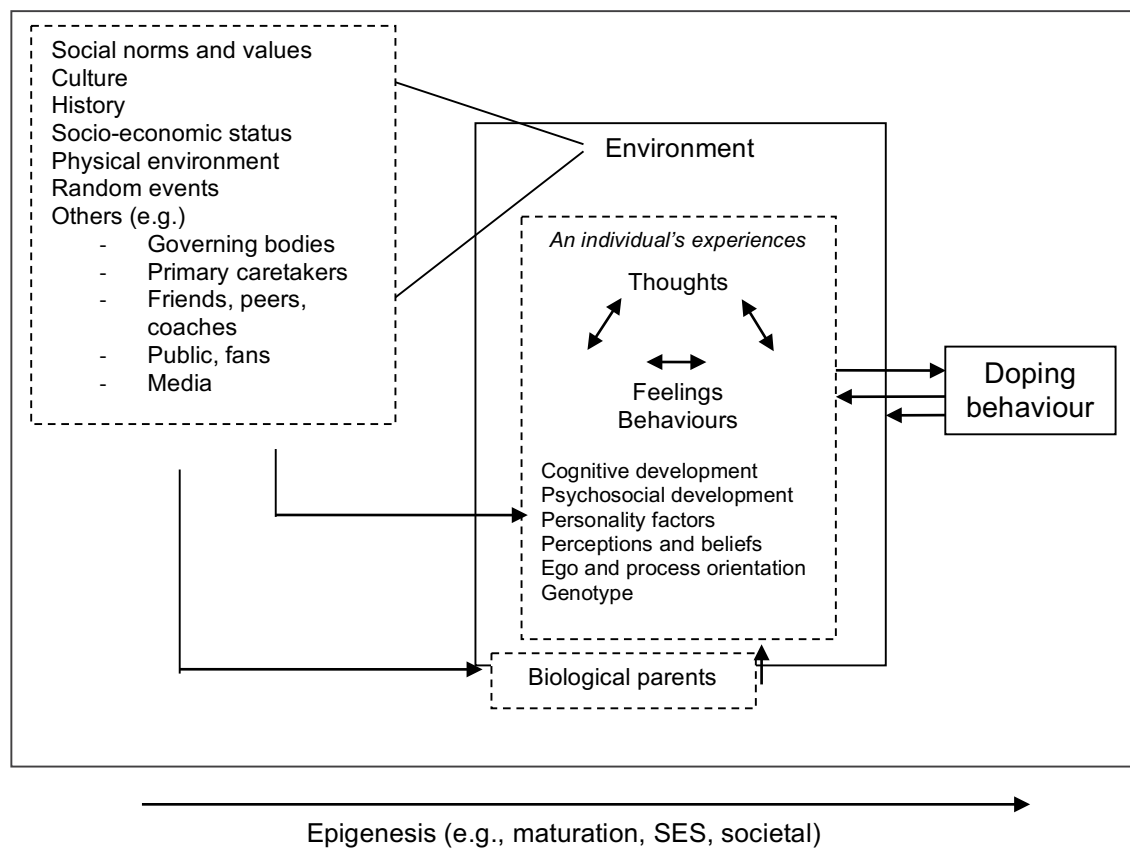 Social norms and values
Culture
History
Socio-economic status
Physical environment
Random events
Others (e.g.)
- Governing bodies
- Primary caretakers
- Friends, peers,
coaches
- Public, fans
- Media
Environment
An individual's experiences
Thoughts
Feelings
Behaviours
Cognitive development
Psychosocial development
Personality factors
Perceptions and beliefs
Ego and process orientation
Genotype
Biological parents
Doping
behaviour
Epigenesis (e.g., maturation, SES, societal)